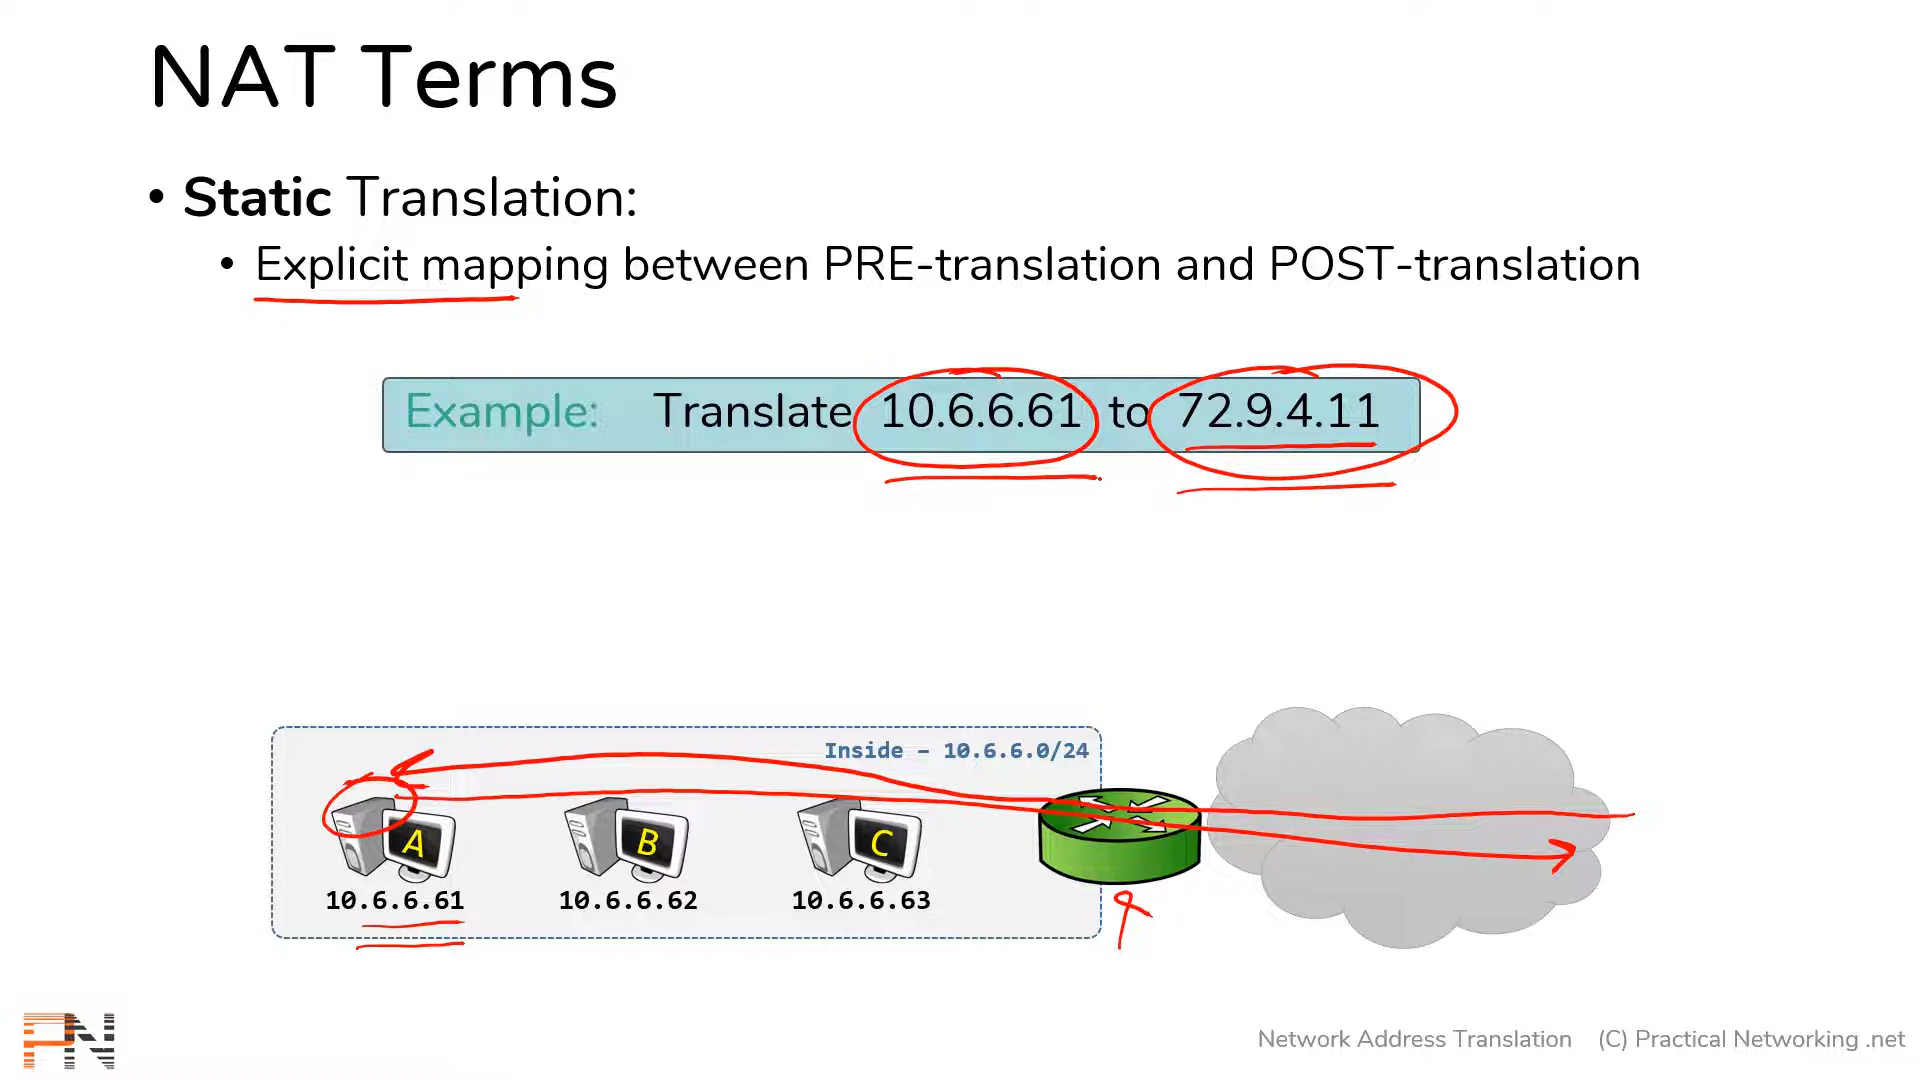 NAT Terms
• Static Translation:
• Explicit mapping between PRE-translation and POST-translation
Example: Translate 10.6.6.61 to 72.9.4.11
Inside – 10.6.6.0/24
A B C
10.6.6.61 10.6.6.62 10.6.6.63
PN
Network Address Translation (C) Practical Networking .net